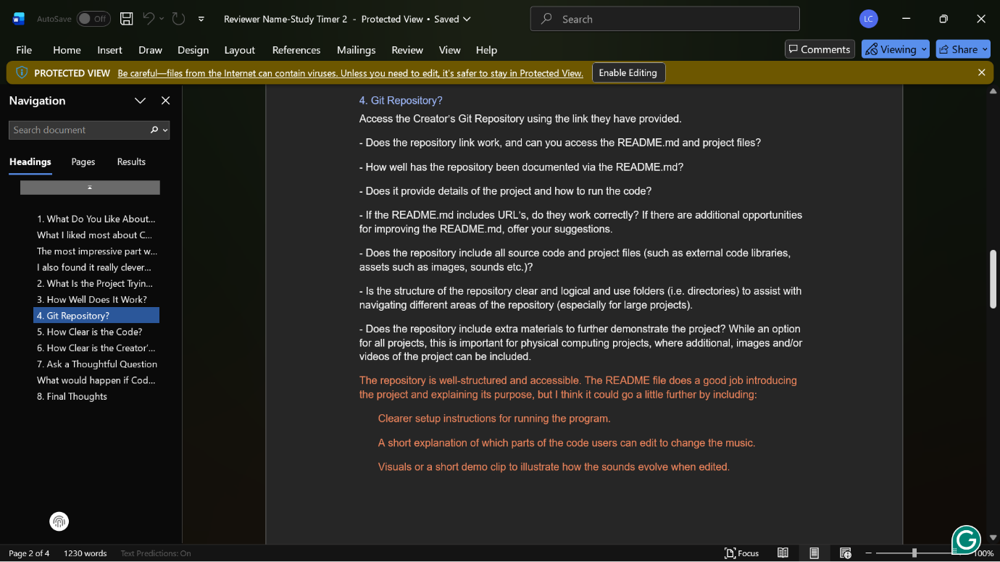 AutoSave Off Reviewer Name-Study Timer 2 - Protected View • Saved Search LC
File Home Insert Draw Design Layout References Mailings Review View Help Comments Viewing Share
PROTECTED VIEW Be careful—files from the Internet can contain viruses. Unless you need to edit, it's safer to stay in Protected View. Enable Editing
Navigation
Search document
Headings Pages Results
1. What Do You Like About...
What I liked most about C...
The most impressive part w...
I also found it really clever...
2. What Is the Project Tryin...
3. How Well Does It Work?
4. Git Repository?
5. How Clear is the Code?
6. How Clear is the Creator'...
7. Ask a Thoughtful Question
What would happen if Cod...
8. Final Thoughts
4. Git Repository?
Access the Creator's Git Repository using the link they have provided.
- Does the repository link work, and can you access the README.md and project files?
- How well has the repository been documented via the README.md?
- Does it provide details of the project and how to run the code?
- If the README.md includes URL's, do they work correctly? If there are additional opportunities
for improving the README.md, offer your suggestions.
- Does the repository include all source code and project files (such as external code libraries,
assets such as images, sounds etc.)?
- Is the structure of the repository clear and logical and use folders (i.e. directories) to assist with
navigating different areas of the repository (especially for large projects).
- Does the repository include extra materials to further demonstrate the project? While an option
for all projects, this is important for physical computing projects, where additional, images and/or
videos of the project can be included.
The repository is well-structured and accessible. The README file does a good job introducing
the project and explaining its purpose, but I think it could go a little further by including:
Clearer setup instructions for running the program.
A short explanation of which parts of the code users can edit to change the music.
Visuals or a short demo clip to illustrate how the sounds evolve when edited.
Page 2 of 4 1230 words Text Predictions: On Focus 100%